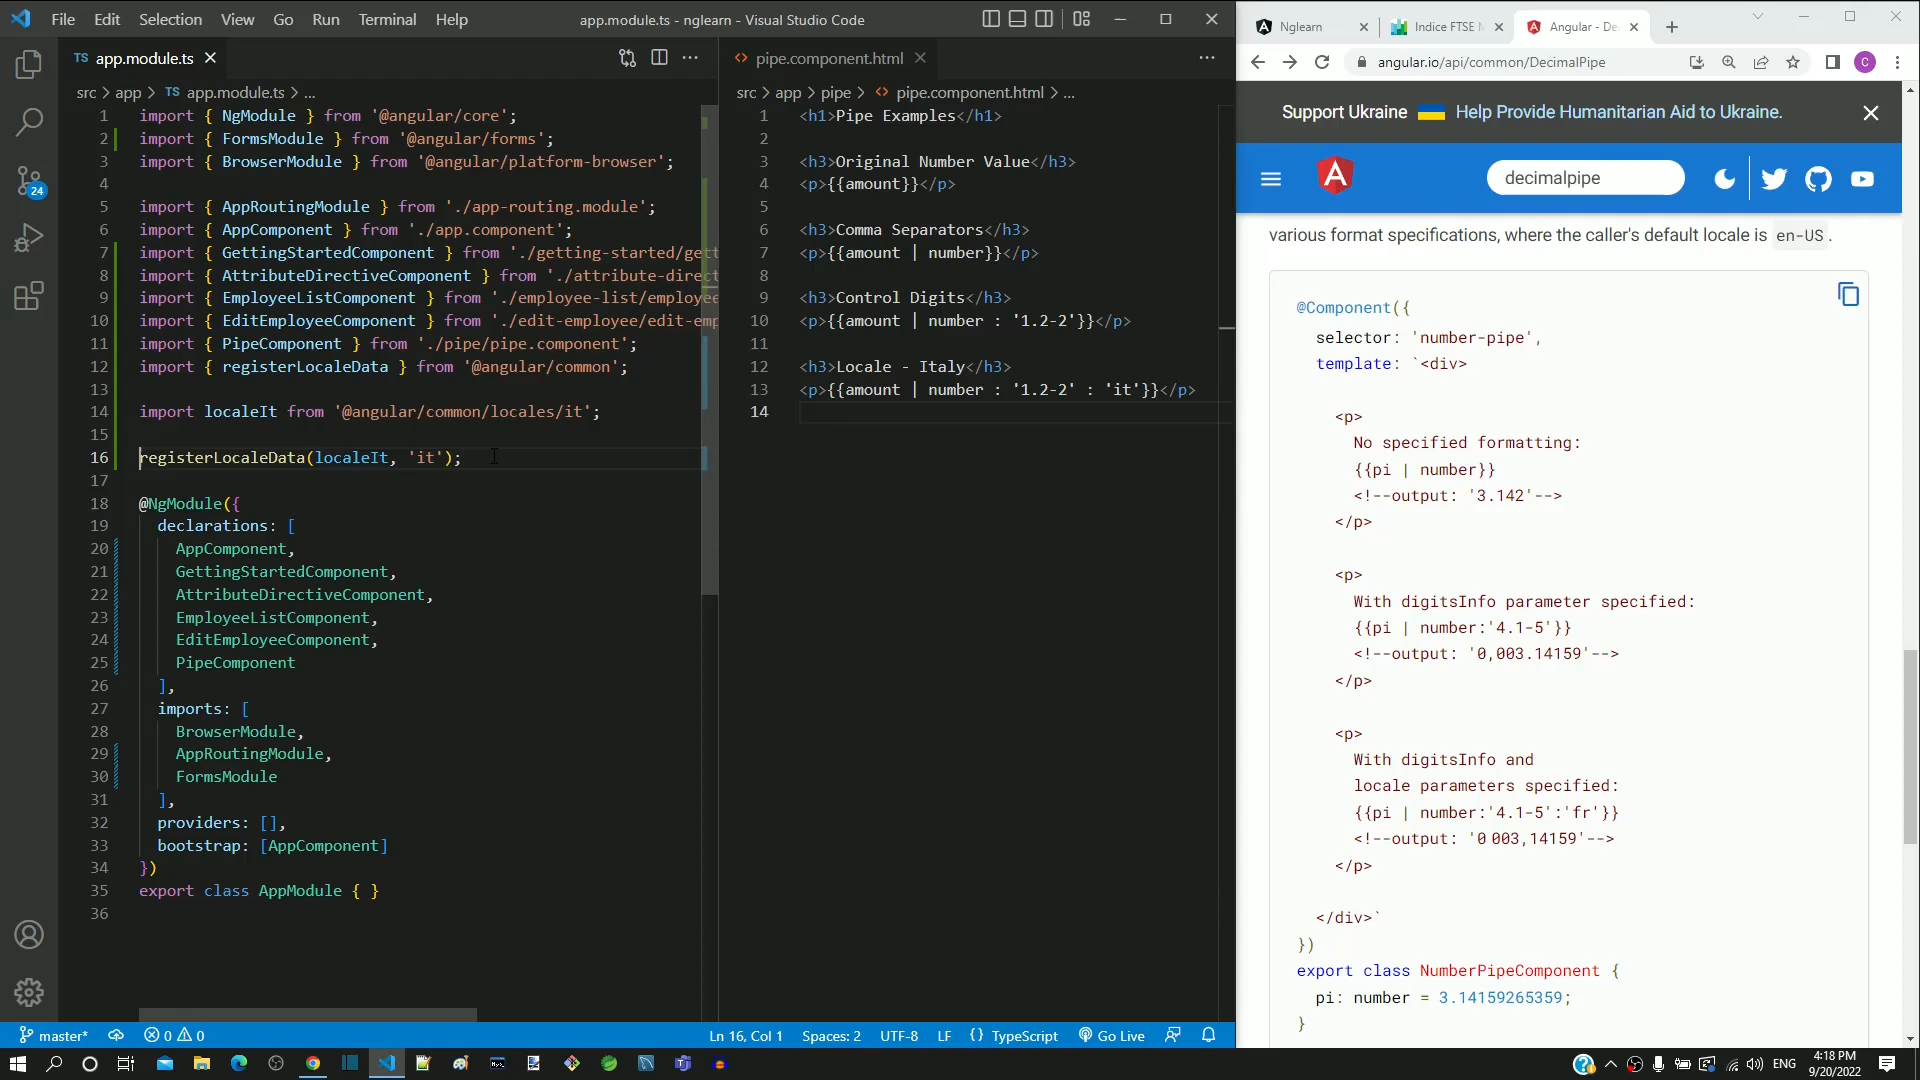 File Edit Selection View Go Run Terminal Help
app.module.ts - nglearn - Visual Studio Code
TS app.module.ts
src > app > TS app.module.ts > ...
1 import { NgModule } from '@angular/core';
2 import { FormsModule } from '@angular/forms';
3 import { BrowserModule } from '@angular/platform-browser';
4
5 import { AppRoutingModule } from './app-routing.module';
6 import { AppComponent } from './app.component';
7 import { GettingStartedComponent } from './getting-started/gett
8 import { AttributeDirectiveComponent } from './attribute-direct
9 import { EmployeeListComponent } from './employee-list/employee
10 import { EditEmployeeComponent } from './edit-employee/edit-emp
11 import { PipeComponent } from './pipe/pipe.component';
12 import { registerLocaleData } from '@angular/common';
13
14 import localeIt from '@angular/common/locales/it';
15
16 registerLocaleData(localeIt, 'it');
17
18 @NgModule({
19 declarations: [
20 AppComponent,
21 GettingStartedComponent,
22 AttributeDirectiveComponent,
23 EmployeeListComponent,
24 EditEmployeeComponent,
25 PipeComponent
26 ],
27 imports: [
28 BrowserModule,
29 AppRoutingModule,
30 FormsModule
31 ],
32 providers: [],
33 bootstrap: [AppComponent]
34 })
35 export class AppModule { }
36
24
pipe.component.html
src > app > pipe > pipe.component.html > ...
1 <h1>Pipe Examples</h1>
2
3 <h3>Original Number Value</h3>
4 <p>{{amount}}</p>
5
6 <h3>Comma Separators</h3>
7 <p>{{amount | number}}</p>
8
9 <h3>Control Digits</h3>
10 <p>{{amount | number : '1.2-2'}}</p>
11
12 <h3>Locale - Italy</h3>
13 <p>{{amount | number : '1.2-2' : 'it'}}</p>
14
master* 0 0 Ln 16, Col 1 Spaces: 2 UTF-8 LF {} TypeScript Go Live
Nglearn
Indice FTSE
Angular - De
angular.io/api/common/DecimalPipe
C
Support Ukraine Help Provide Humanitarian Aid to Ukraine.
A decimalpipe
various format specifications, where the caller's default locale is en-US .
@Component({
selector: 'number-pipe',
template: `<div>
<p>
No specified formatting:
{{pi | number}}
<!--output: '3.142'-->
</p>
<p>
With digitsInfo parameter specified:
{{pi | number:'4.1-5'}}
<!--output: '0,003.14159'-->
</p>
<p>
With digitsInfo and
locale parameters specified:
{{pi | number:'4.1-5':'fr'}}
<!--output: '0 003,14159'-->
</p>
</div>`
})
export class NumberPipeComponent {
pi: number = 3.14159265359;
}
ENG
4:18 PM
9/20/2022